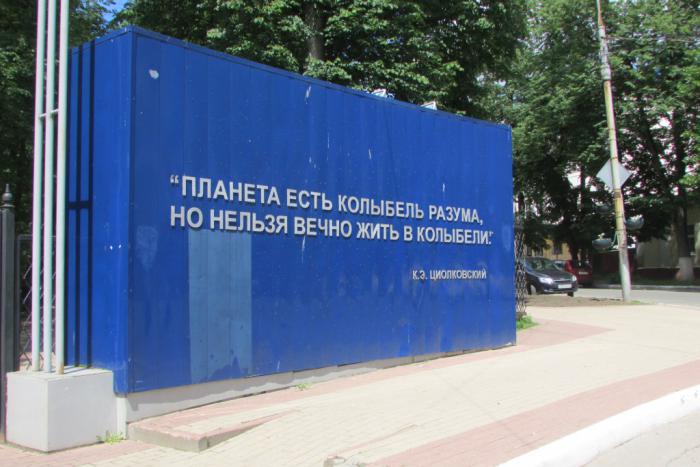 “ПЛАНЕТА ЕСТЬ КОЛЫБЕЛЬ РАЗУМА,
НО НЕЛЬЗЯ ВЕЧНО ЖИТЬ В КОЛЫБЕЛИ.”
К.Э. ЦИОЛКОВСКИЙ